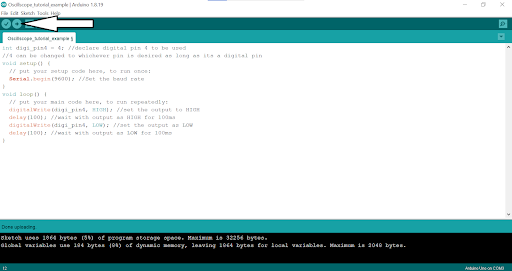 Oscilloscope_tutorial_example | Arduino 1.8.19
File Edit Sketch Tools Help
Oscilloscope_tutorial_example §
int digi_pin4 = 4; //declare digital pin 4 to be used
//4 can be changed to whichever pin is desired as long as its a digital pin
void setup() {
// put your setup code here, to run once:
Serial.begin(9600); //Set the baud rate
}
void loop() {
// put your main code here, to run repeatedly:
digitalWrite(digi_pin4, HIGH); //set the output to HIGH
delay(100); //wait with output as HIGH for 100ms
digitalWrite(digi_pin4, LOW); //set the output as LOW
delay(100); //wait with output as LOW for 100ms
}
Done uploading.
Sketch uses 1864 bytes (5%) of program storage space. Maximum is 32256 bytes.
Global variables use 184 bytes (8%) of dynamic memory, leaving 1864 bytes for local variables. Maximum is 2048 bytes.
12
Arduino Uno on COM3